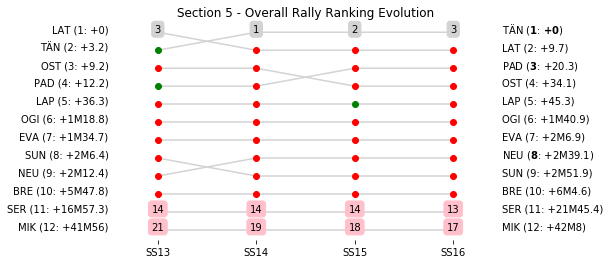 Section 5 - Overall Rally Ranking Evolution
LAT (1: +0) 3 1 2 3 TÄN (1: +0)
TÄN (2: +3.2) LAT (2: +9.7)
OST (3: +9.2) PAD (3: +20.3)
PAD (4: +12.2) OST (4: +34.1)
LAP (5: +36.3) LAP (5: +45.3)
OGI (6: +1M18.8) OGI (6: +1M40.9)
EVA (7: +1M34.7) EVA (7: +2M6.9)
SUN (8: +2M6.4) NEU (8: +2M39.1)
NEU (9: +2M12.4) SUN (9: +2M51.9)
BRE (10: +5M47.8) BRE (10: +6M4.6)
SER (11: +16M57.3) 14 14 14 13 SER (11: +21M45.4)
MIK (12: +41M56) 21 19 18 17 MIK (12: +42M8)
SS13 SS14 SS15 SS16